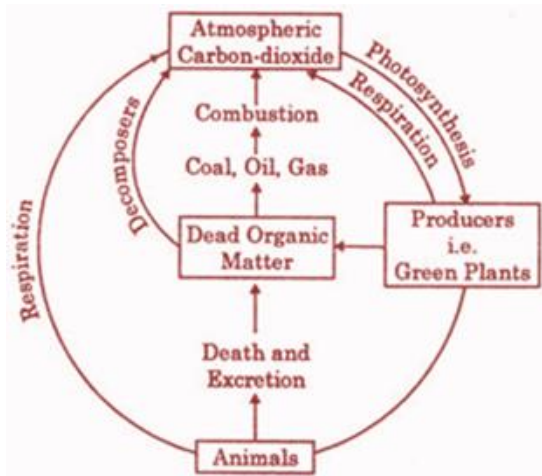 Atmospheric
Carbon-dioxide
Photosynthesis
Respiration
Decomposers
Combustion
Coal, Oil, Gas
Respiration
Dead Organic
Matter
Producers
i.e.
Green Plants
Death and
Excretion
Animals